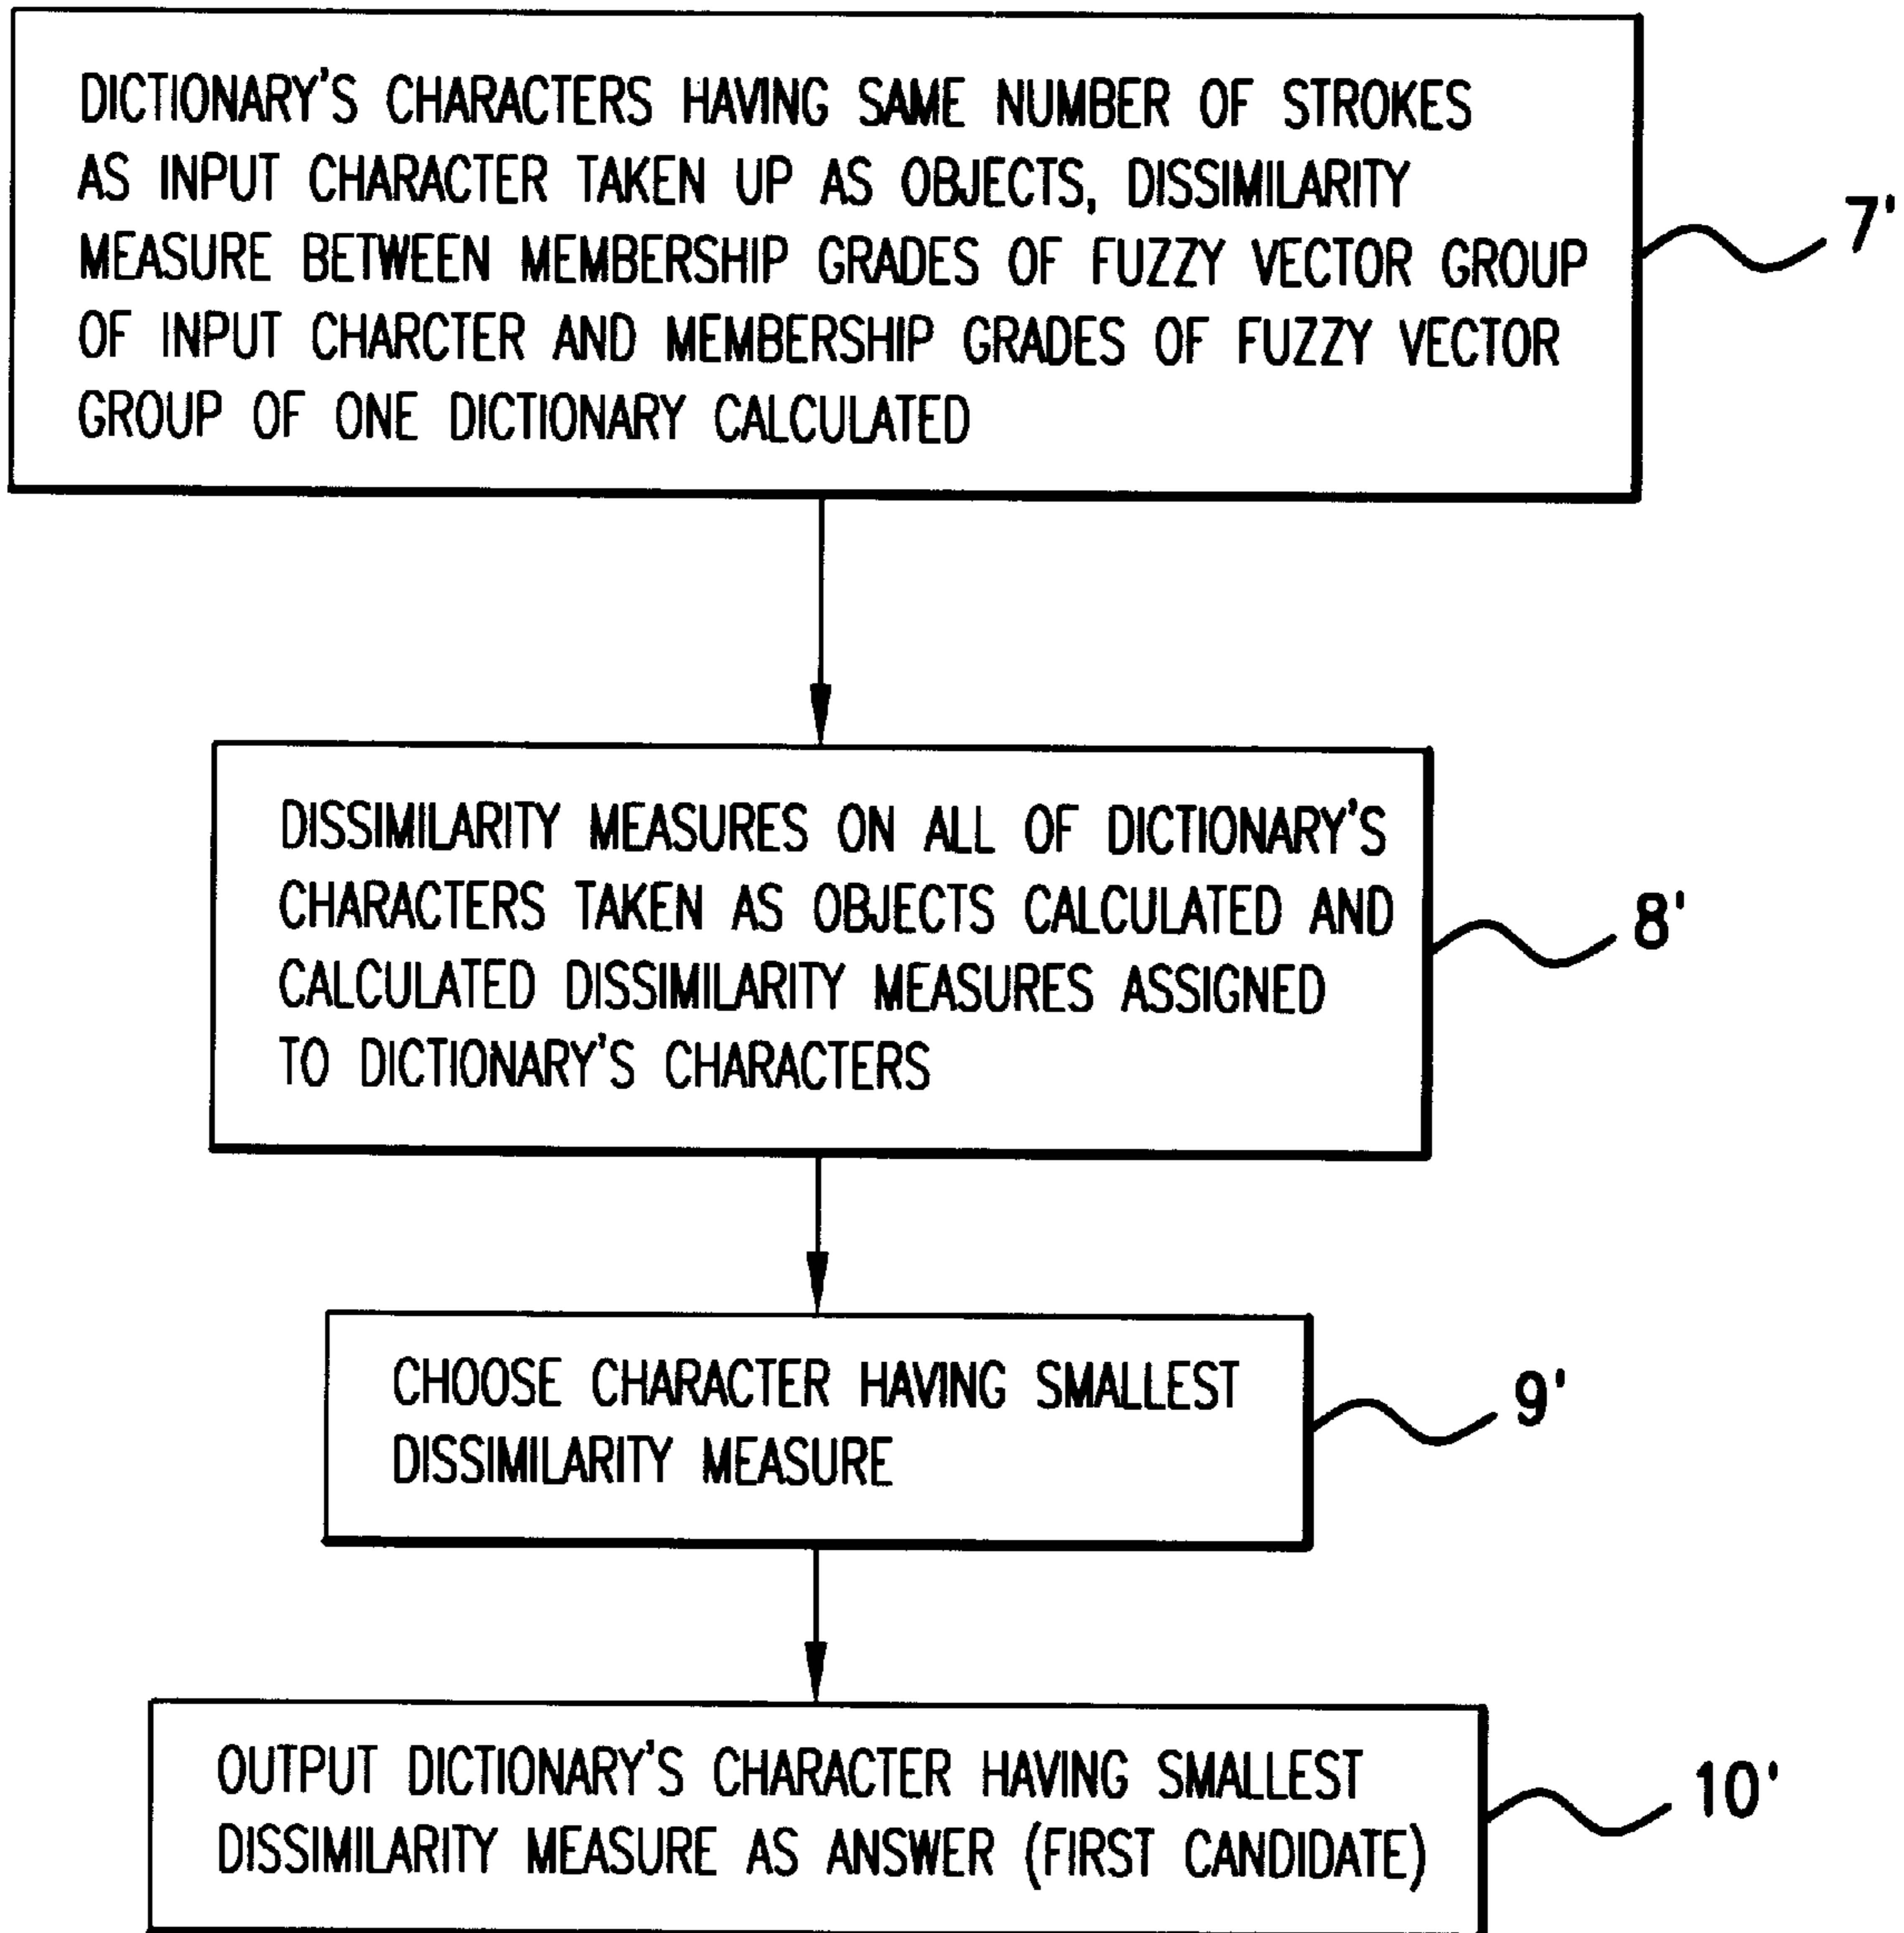 DICTIONARY'S CHARACTERS HAVING SAME NUMBER OF STROKES
AS INPUT CHARACTER TAKEN UP AS OBJECTS, DISSIMILARITY
MEASURE BETWEEN MEMBERSHIP GRADES OF FUZZY VECTOR GROUP
OF INPUT CHARCTER AND MEMBERSHIP GRADES OF FUZZY VECTOR
GROUP OF ONE DICTIONARY CALCULATED
7'
DISSIMILARITY MEASURES ON ALL OF DICTIONARY'S
CHARACTERS TAKEN AS OBJECTS CALCULATED AND
CALCULATED DISSIMILARITY MEASURES ASSIGNED
TO DICTIONARY'S CHARACTERS
8'
CHOOSE CHARACTER HAVING SMALLEST
DISSIMILARITY MEASURE
9'
OUTPUT DICTIONARY'S CHARACTER HAVING SMALLEST
DISSIMILARITY MEASURE AS ANSWER (FIRST CANDIDATE)
10'